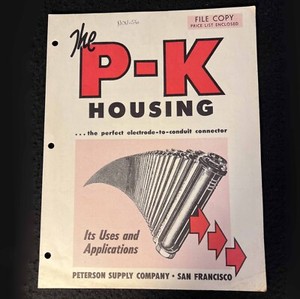 FILE COPY
PRICE LIST ENCLOSED
The
P-K
HOUSING
...the perfect electrode-to-conduit connector
Its Uses and
Applications
PETERSON SUPPLY COMPANY · SAN FRANCISCO